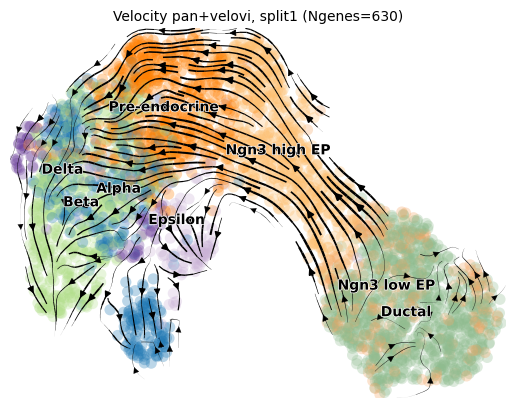 Velocity pan+velovi, split1 (Ngenes=630)
Pre-endocrine
Ngn3 high EP
Delta
Alpha
Beta
Epsilon
Ngn3 low EP
Ductal